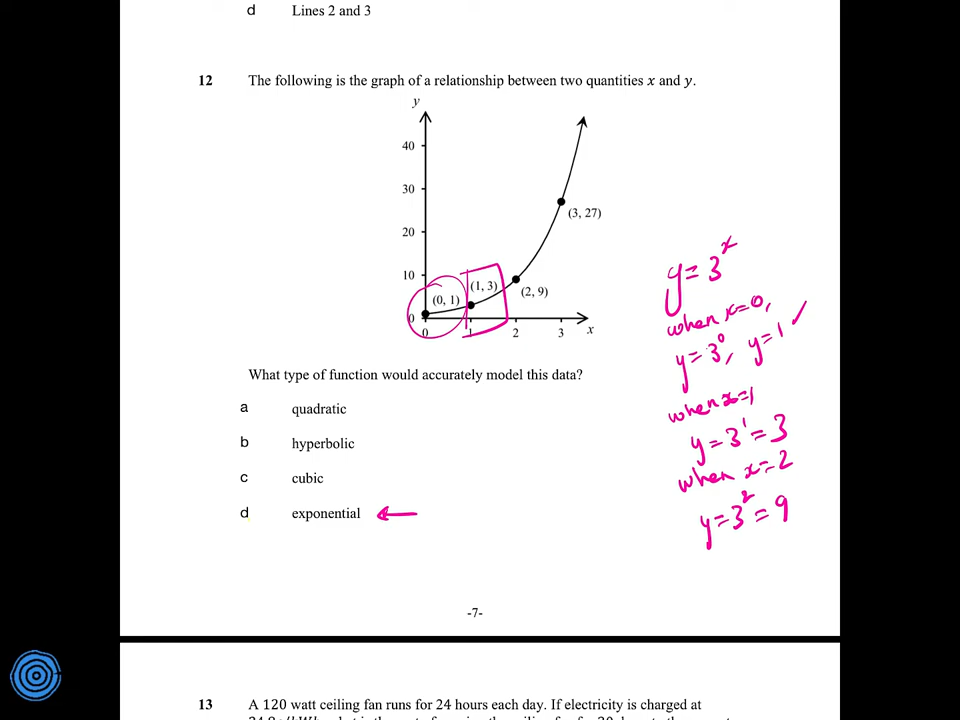 d Lines 2 and 3
12 The following is the graph of a relationship between two quantities x and y.
y
40
30
20
10
0
(3, 27)
(2, 9)
(1, 3)
(0, 1)
0 1 2 3 x
What type of function would accurately model this data?
a quadratic
b hyperbolic
c cubic
d exponential
y = 3^x
when x=0,
y = 3^0, y=1 ✓
when x=1
y = 3^1 = 3
when x=2
y = 3^2 = 9
-7-
13 A 120 watt ceiling fan runs for 24 hours each day. If electricity is charged at